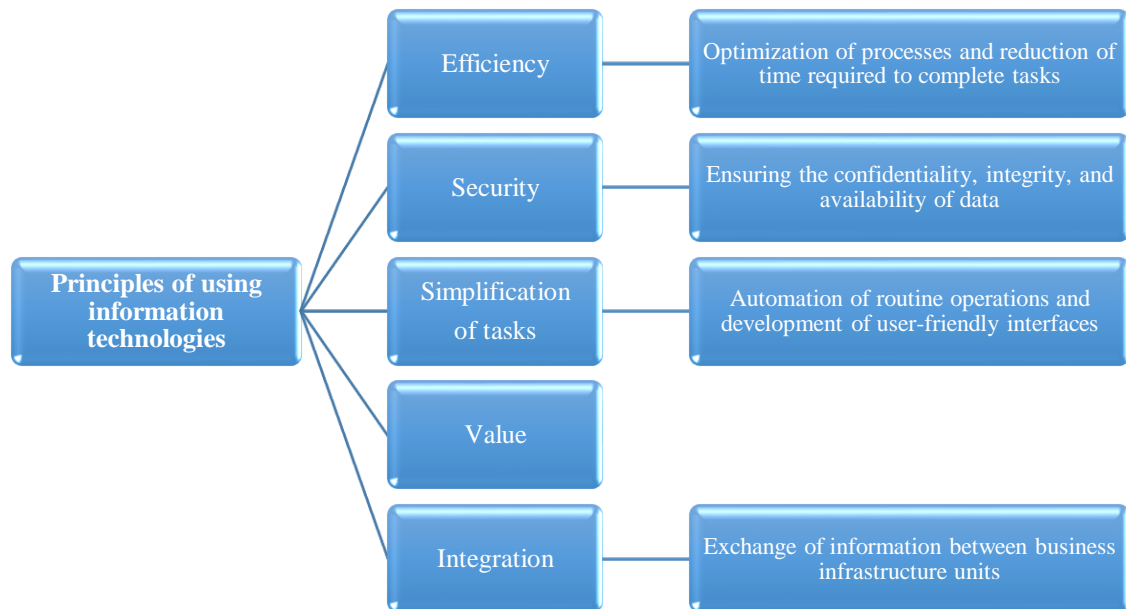 Efficiency
Optimization of processes and reduction of
time required to complete tasks
Security
Ensuring the confidentiality, integrity, and
availability of data
Principles of using
information
technologies
Simplification
of tasks
Automation of routine operations and
development of user-friendly interfaces
Value
Integration
Exchange of information between business
infrastructure units